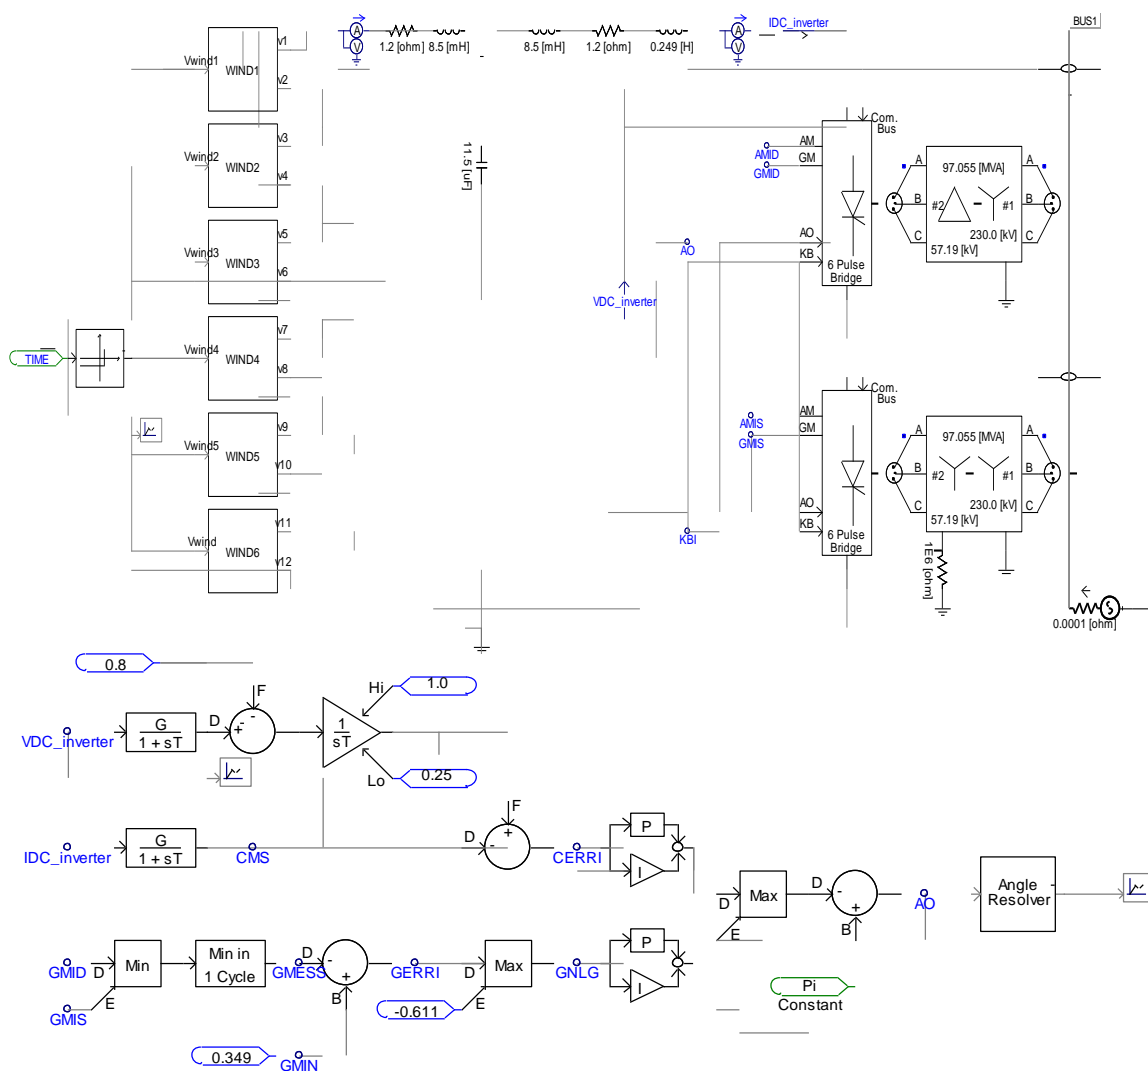 IDC_inverter
BUS1
A
V
1.2 [ohm]
8.5 [mH]
8.5 [mH]
1.2 [ohm]
0.249 [H]
A
V
Vwind1
WIND1
v1
v2
Vwind2
WIND2
v3
v4
Vwind3
WIND3
v5
v6
TIME
Vwind4
WIND4
v7
v8
Vwind5
WIND5
v9
v10
Vwind
WIND6
v11
v12
11.5 [uF]
VDC_inverter
AMID
GMID
AO
KBI
AMIS
GMIS
Com.
Bus
AM
GM
AO
KB
6 Pulse
Bridge
A
B
C
97.055 [MVA]
#2
#1
230.0 [kV]
57.19 [kV]
A
B
C
Com.
Bus
AM
GM
AO
KB
6 Pulse
Bridge
A
B
C
97.055 [MVA]
#2
#1
230.0 [kV]
57.19 [kV]
A
B
C
1E6 [ohm]
0.0001 [ohm]
0.8
VDC_inverter
G
1 + sT
D
+
-
F
-
1
sT
Hi
1.0
Lo
0.25
IDC_inverter
G
1 + sT
CMS
D
-
F
+
CERRI
P
I
D
E
Max
D
-
+
B
AO
Angle
Resolver
GMID
GMIS
D
E
Min
Min in
1 Cycle
GMESS
D
-
+
B
GERRI
D
E
Max
-0.611
GNLG
P
I
Pi
Constant
0.349
GMIN